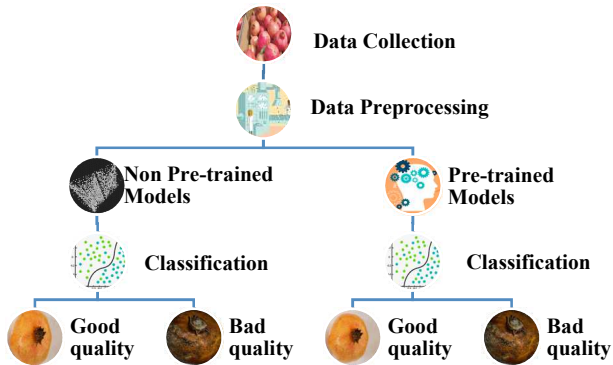 Data Collection
Data Preprocessing
Non Pre-trained
Models
Pre-trained
Models
Classification
Classification
Good
quality
Bad
quality
Good
quality
Bad
quality